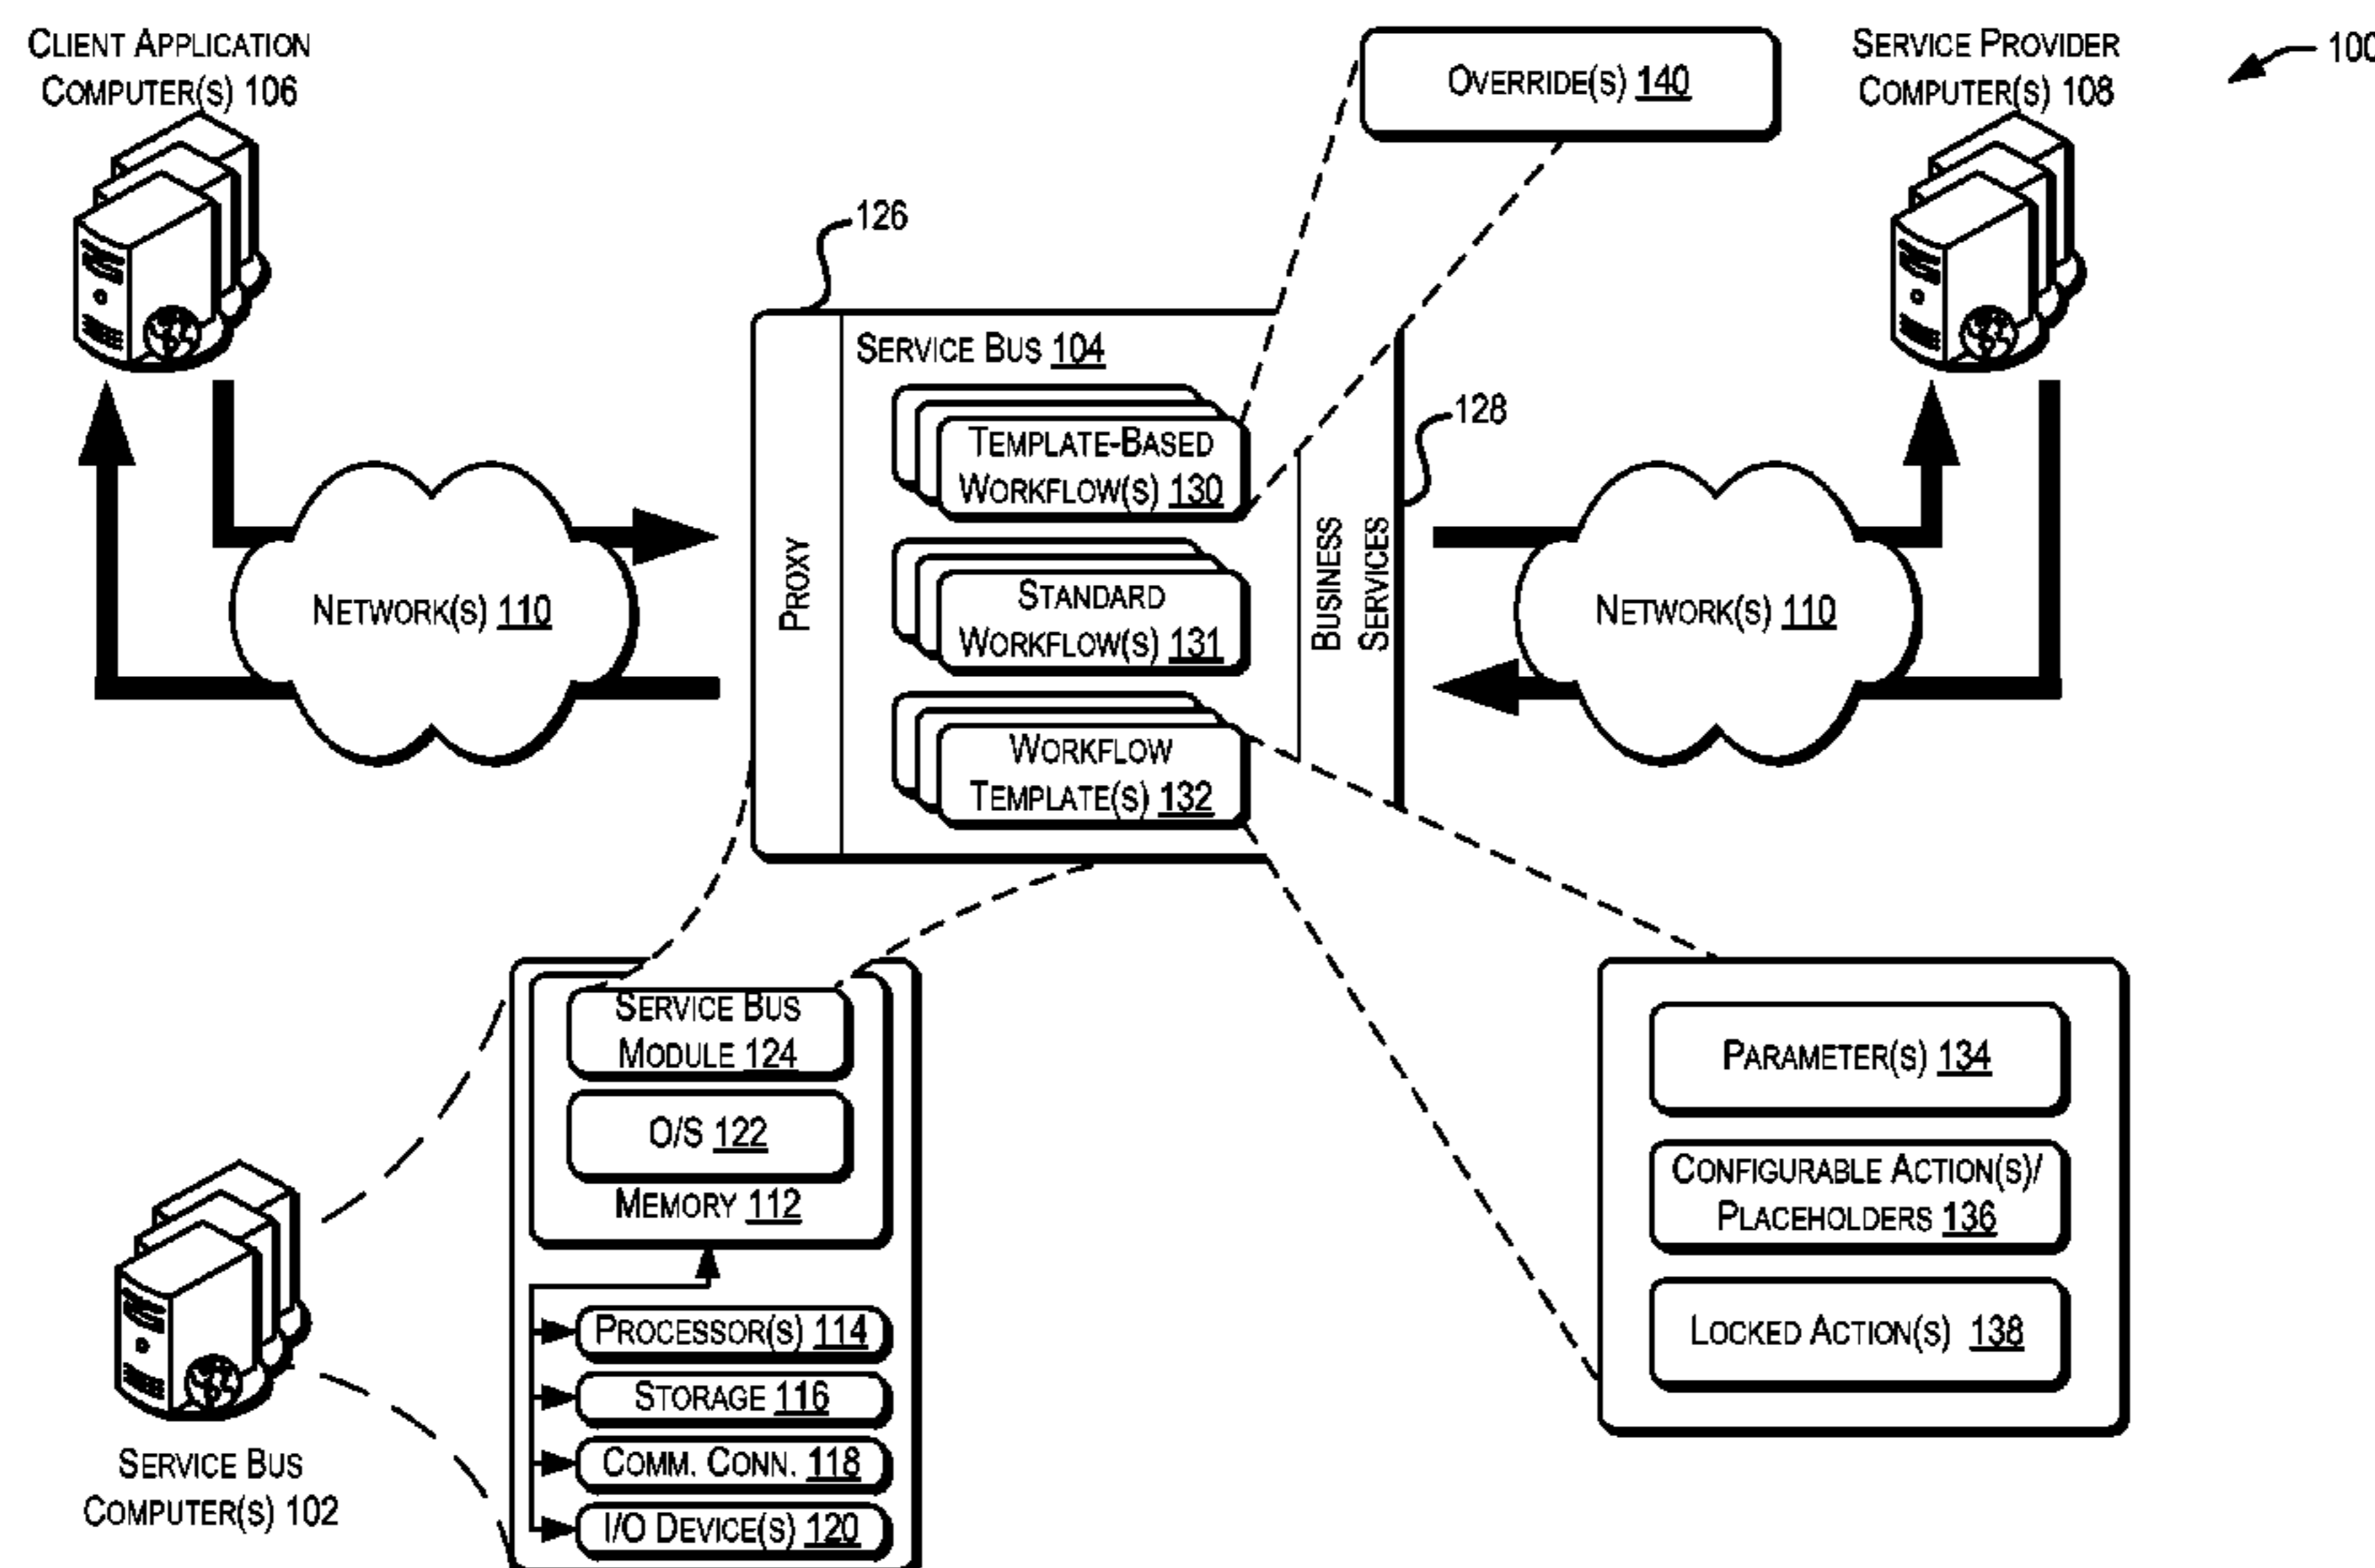 CLIENT APPLICATION
COMPUTER(S) 106
OVERRIDE(S) 140
SERVICE PROVIDER
COMPUTER(S) 108
100
126
SERVICE BUS 104
128
TEMPLATE-BASED
WORKFLOW(S) 130
PROXY
STANDARD
WORKFLOW(S) 131
BUSINESS
SERVICES
NETWORK(S) 110
NETWORK(S) 110
WORKFLOW
TEMPLATE(S) 132
SERVICE BUS
MODULE 124
O/S 122
MEMORY 112
PROCESSOR(S) 114
STORAGE 116
COMM. CONN. 118
I/O DEVICE(S) 120
SERVICE BUS
COMPUTER(S) 102
PARAMETER(S) 134
CONFIGURABLE ACTION(S)/
PLACEHOLDERS 136
LOCKED ACTION(S) 138